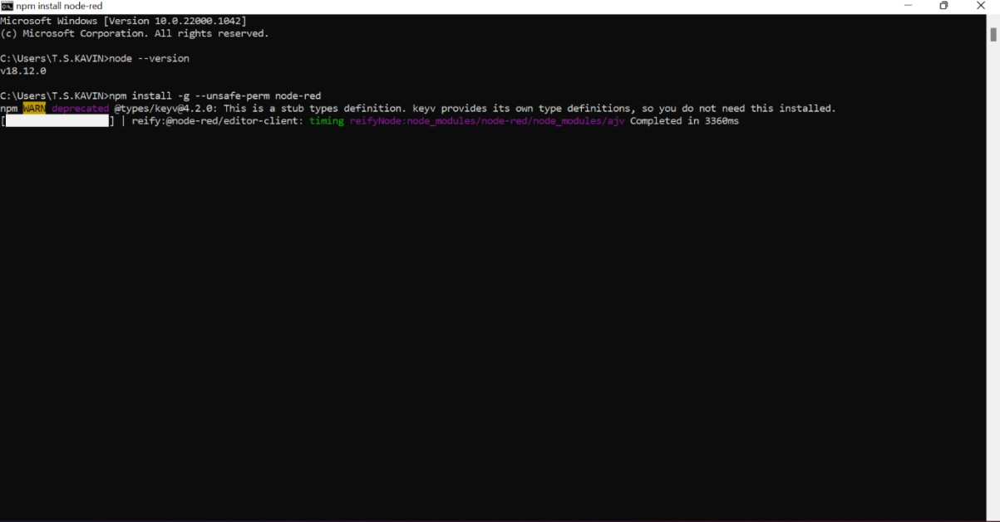 npm install node-red
Microsoft Windows [Version 10.0.22000.1042]
(c) Microsoft Corporation. All rights reserved.
C:\Users\T.S.KAVIN>node --version
v18.12.0
C:\Users\T.S.KAVIN>npm install -g --unsafe-perm node-red
npm WARN deprecated @types/keyv@4.2.0: This is a stub types definition. keyv provides its own type definitions, so you do not need this installed.
[ ] | reify:@node-red/editor-client: timing reifyNode:node_modules/node-red/node_modules/ajv Completed in 3360ms